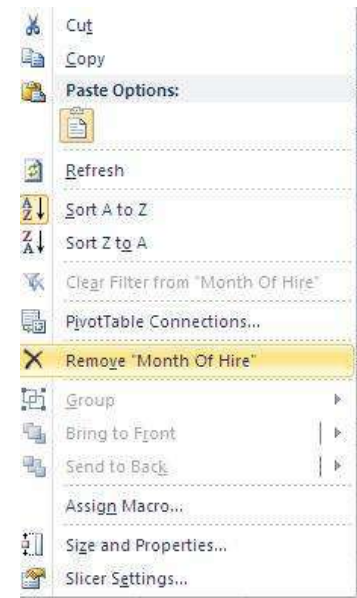 Cut
Copy
Paste Options:
Refresh
Sort A to Z
Sort Z to A
Clear Filter from "Month Of Hire"
PivotTable Connections...
Remove "Month Of Hire"
Group
Bring to Front
Send to Back
Assign Macro...
Size and Properties...
Slicer Settings...